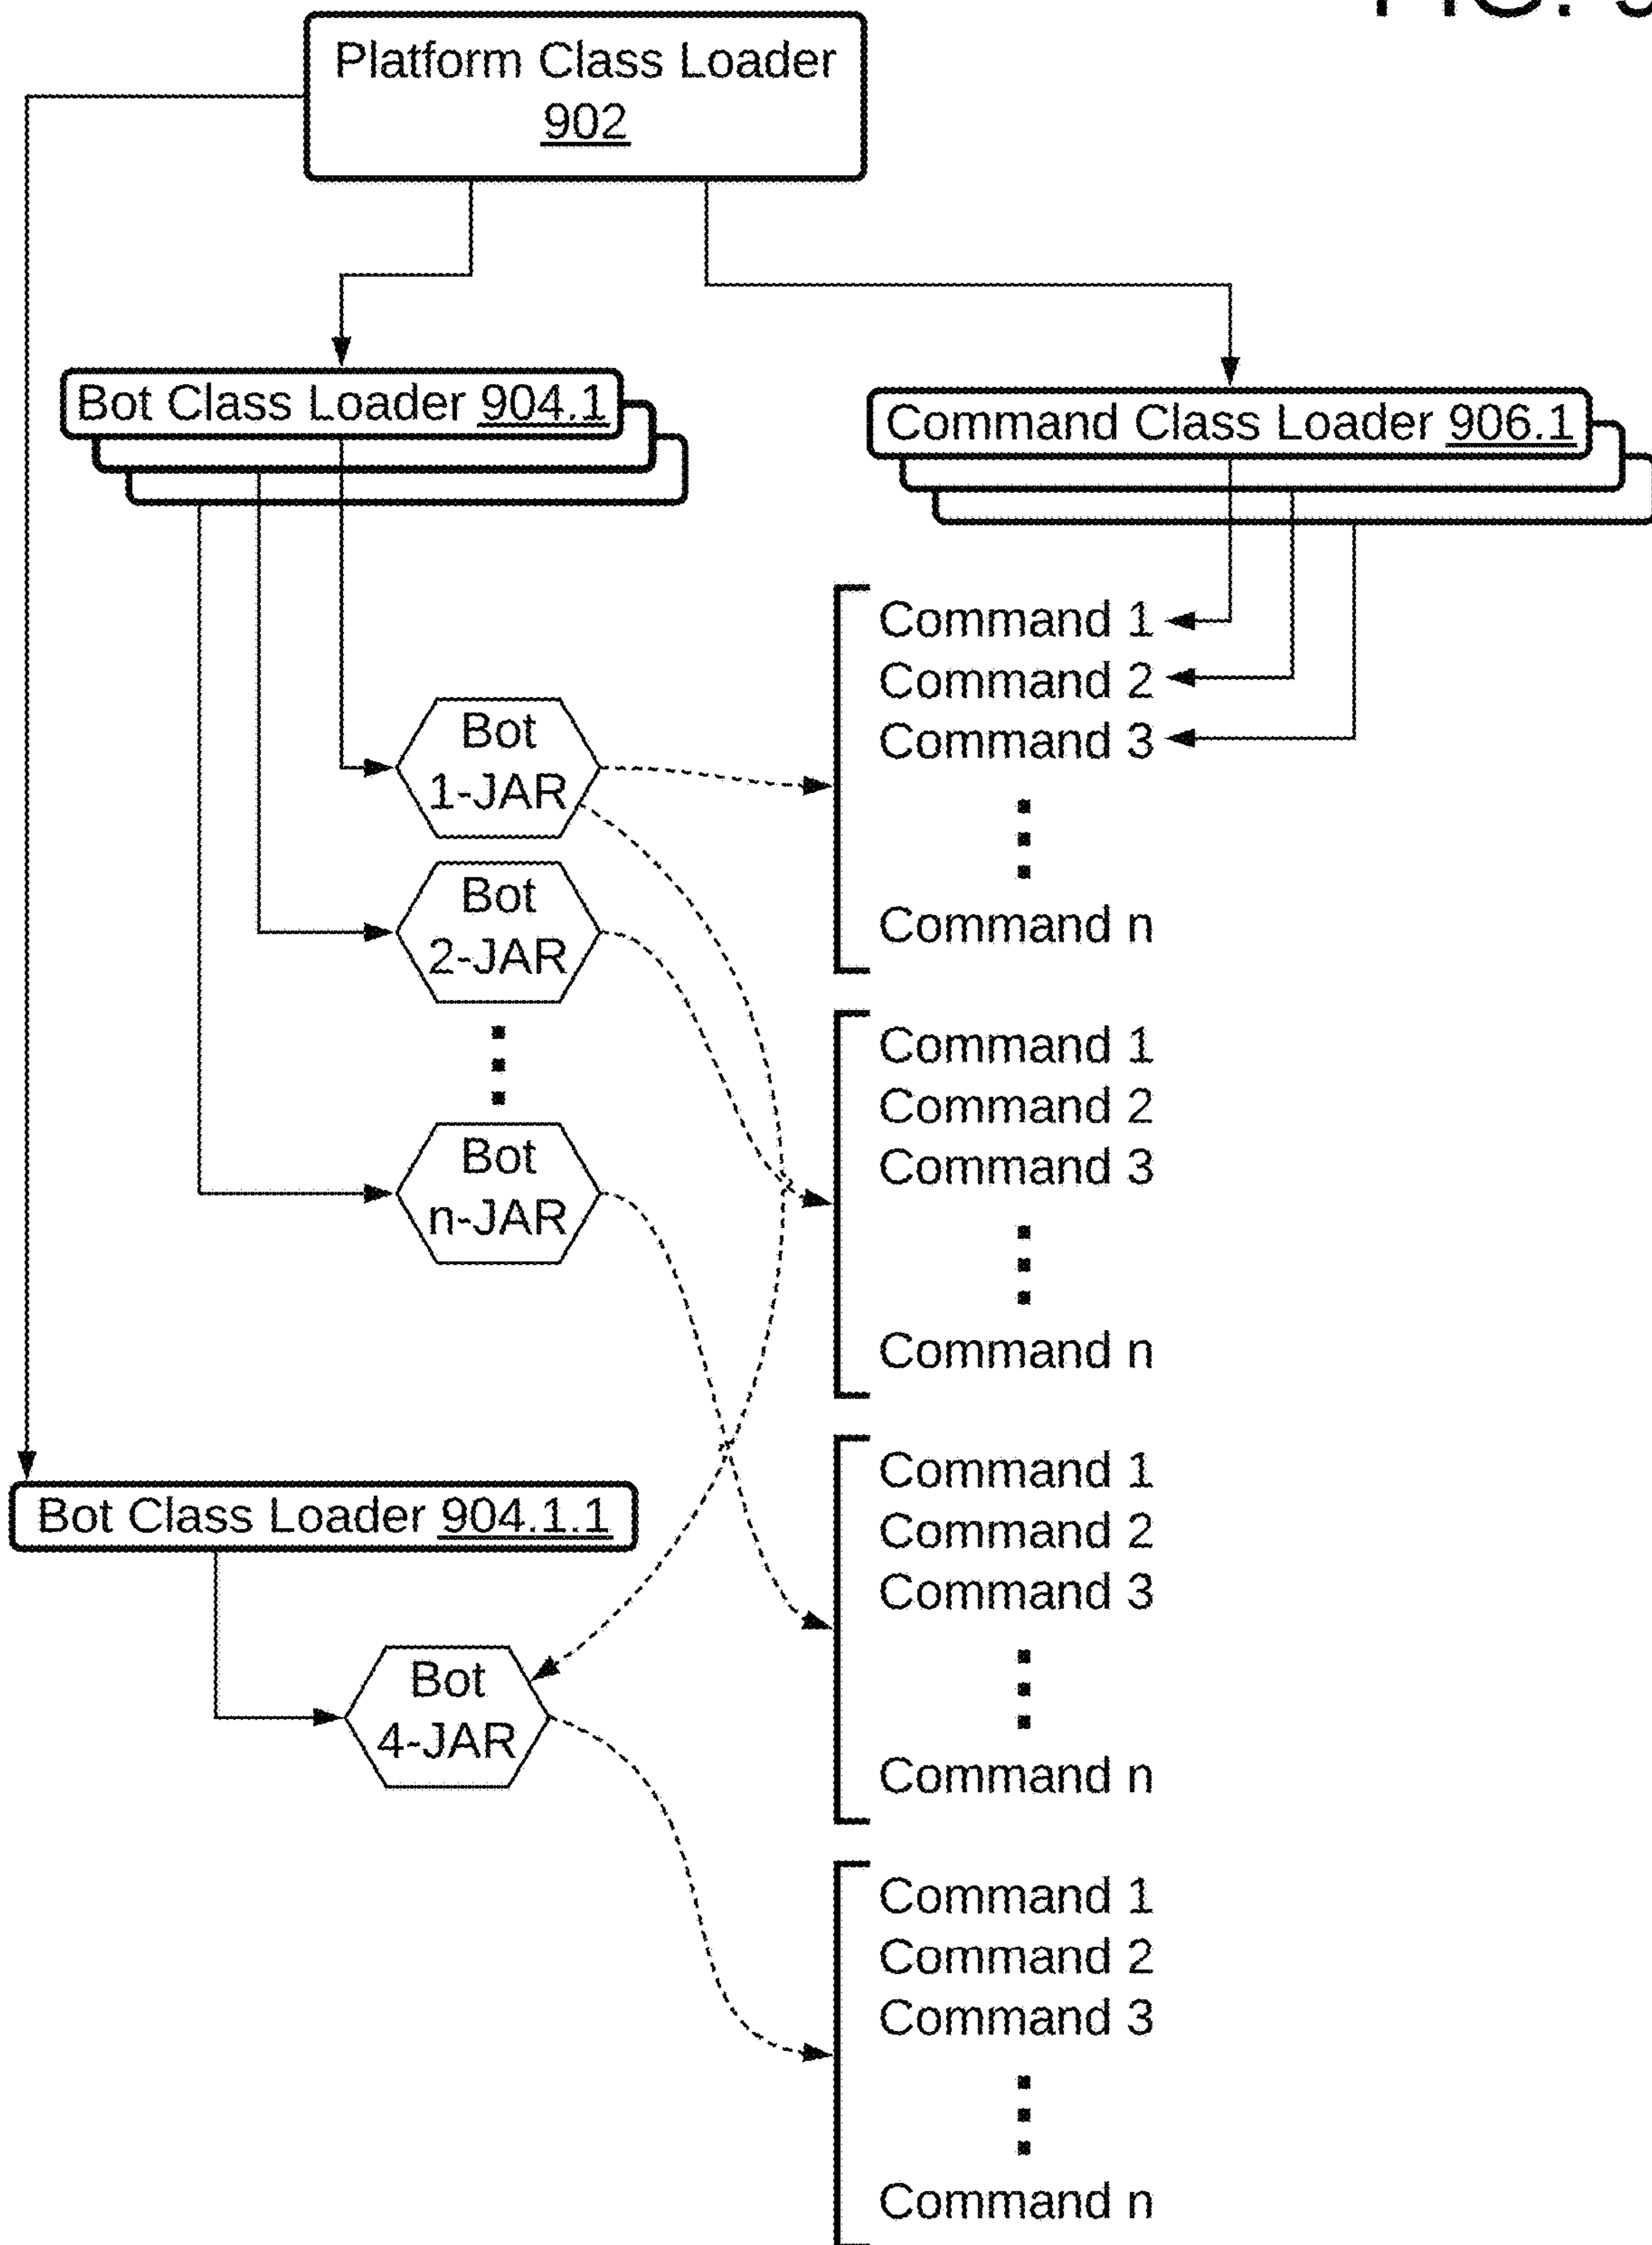 Platform Class Loader
902
Bot Class Loader 904.1
Command Class Loader 906.1
Command 1
Command 2
Command 3
Command n
Bot
1-JAR
Bot
2-JAR
Bot
n-JAR
Command 1
Command 2
Command 3
Command n
Bot Class Loader 904.1.1
Bot
4-JAR
Command 1
Command 2
Command 3
Command n
Command 1
Command 2
Command 3
Command n